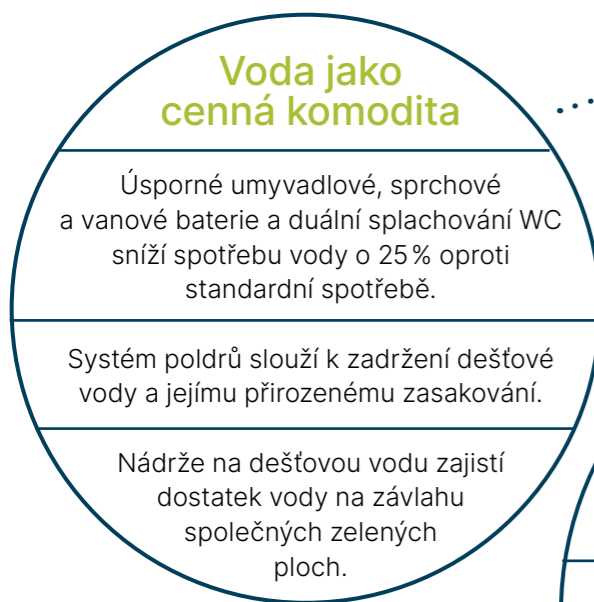 Voda jako
cenná komodita
Úsporné umyvadlové, sprchové
a vanové baterie a duální splachování WC
sníží spotřebu vody o 25 % oproti
standardní spotřebě.
Systém poldrů slouží k zadržení dešťové
vody a jejímu přirozenému zasakování.
Nádrže na dešťovou vodu zajistí
dostatek vody na závlahu
společných zelených
ploch.